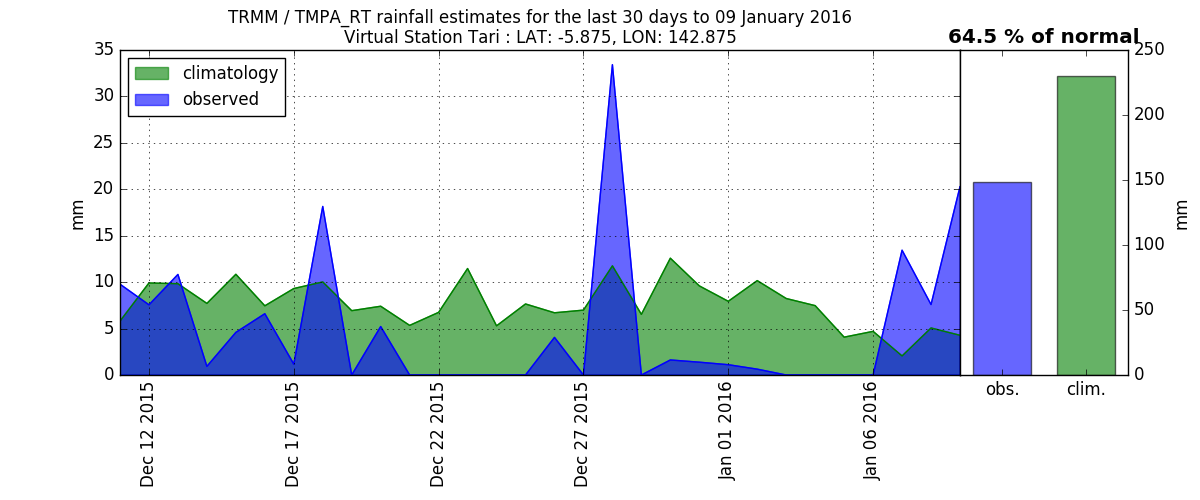 TRMM / TMPA_RT rainfall estimates for the last 30 days to 09 January 2016
Virtual Station Tari : LAT: -5.875, LON: 142.875
64.5 % of normal
climatology
observed
35
30
25
20
15
10
5
0
mm
Dec 12 2015
Dec 17 2015
Dec 22 2015
Dec 27 2015
Jan 01 2016
Jan 06 2016
250
200
150
100
50
0
mm
obs.
clim.